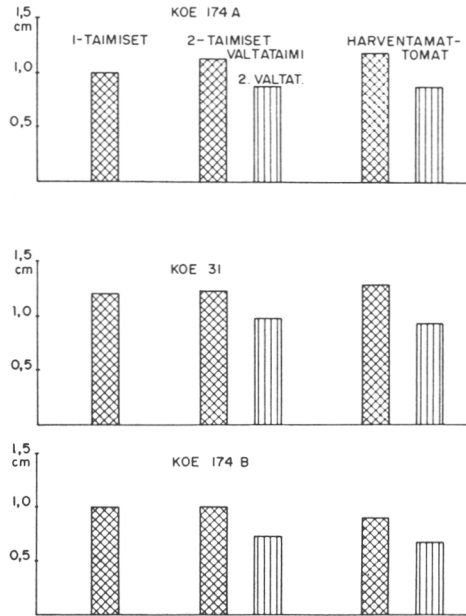 KOE 174 A
1,5
cm
1-TAIMISET
2-TAIMISET
VALTATAIMI
2. VALTAT.
HARVENTAMAT-
TOMAT
1,0
0,5
KOE 31
1,5
cm
1,0
0,5
KOE 174 B
1,5
cm
1,0
0,5